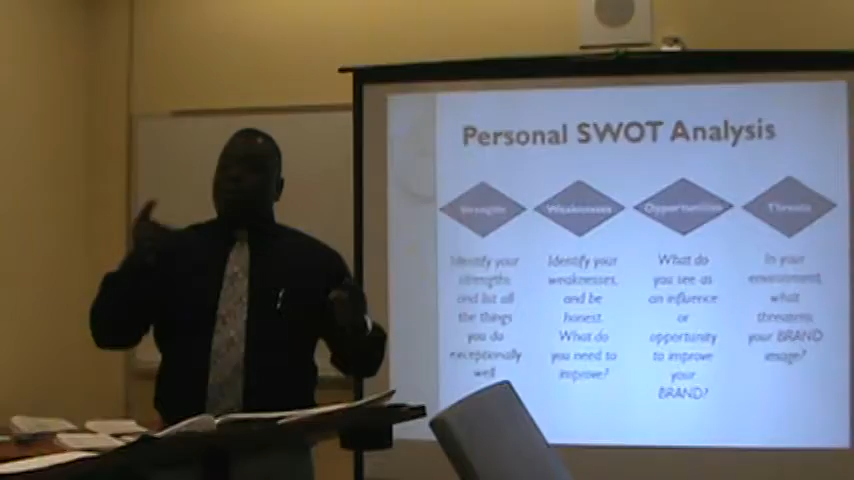 Personal SWOT Analysis
Strengths
Weaknesses
Opportunities
Threats
Identify your
strengths
and list all
the things
you do
exceptionally
well
Identify your
weaknesses,
and be
honest.
What do
you need to
improve?
What do
you see as
an influence
or
opportunity
to improve
your
BRAND?
In your
environment,
what
threatens
your BRAND
image?